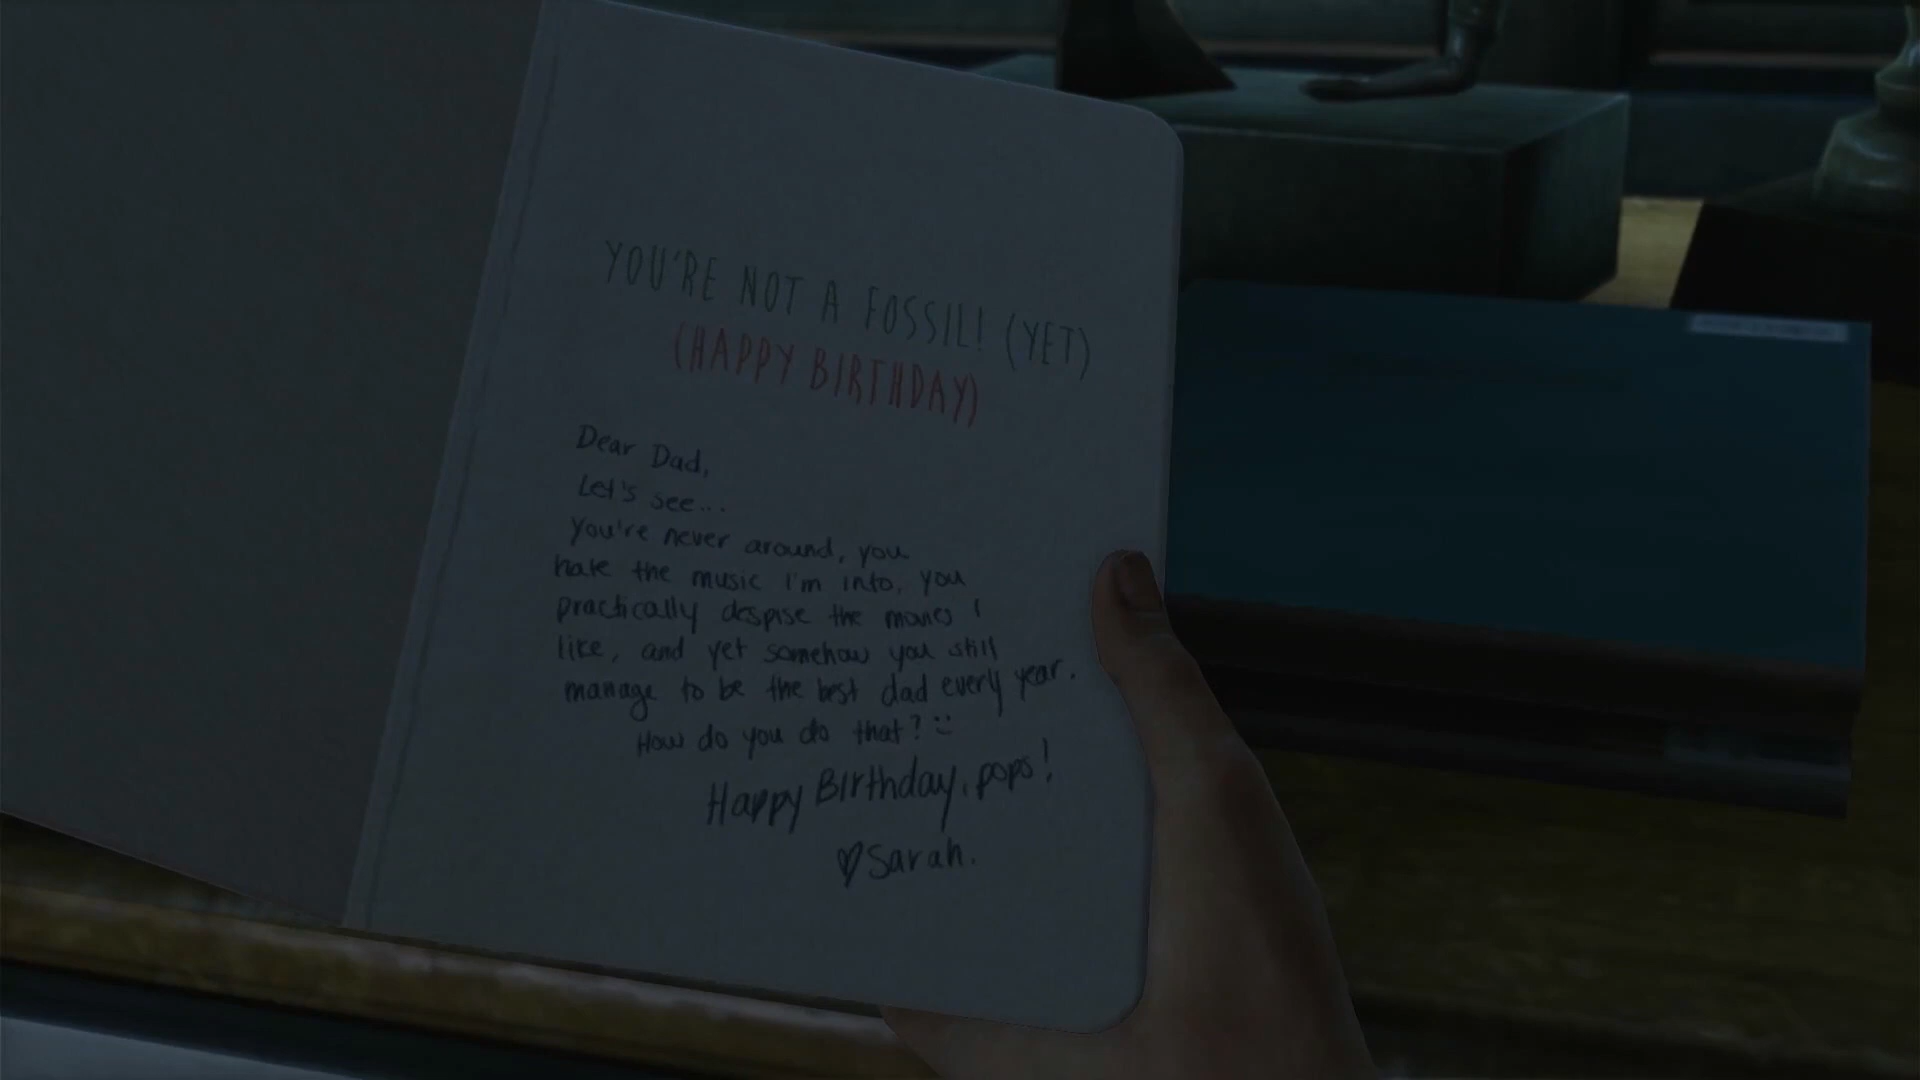 YOU'RE NOT A FOSSIL! (YET)
(HAPPY BIRTHDAY)
Dear Dad,
Let's see...
You're never around, you
hate the music I'm into, you
practically despise the movies I
like, and yet somehow you still
manage to be the best dad every year.
How do you do that? :)
Happy Birthday, pops!
♡ Sarah.